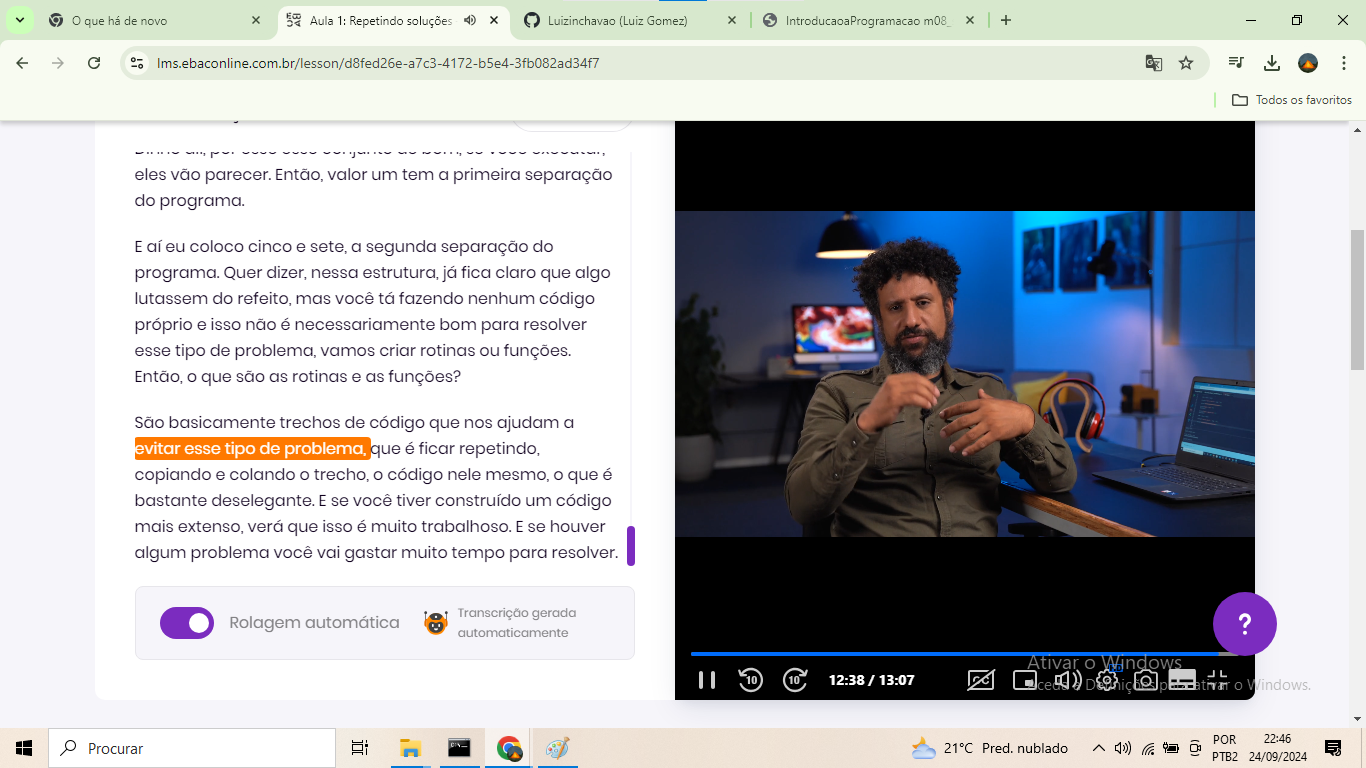 O que há de novo
Aula 1: Repetindo soluções
Luizinchavao (Luiz Gomez)
IntroducaoaProgramacao m08_
lms.ebaconline.com.br/lesson/d8fed26e-a7c3-4172-b5e4-3fb082ad34f7
Todos os favoritos
eles vão parecer. Então, valor um tem a primeira separação
do programa.
E aí eu coloco cinco e sete, a segunda separação do
programa. Quer dizer, nessa estrutura, já fica claro que algo
lutassem do refeito, mas você tá fazendo nenhum código
próprio e isso não é necessariamente bom para resolver
esse tipo de problema, vamos criar rotinas ou funções.
Então, o que são as rotinas e as funções?
São basicamente trechos de código que nos ajudam a
evitar esse tipo de problema, que é ficar repetindo,
copiando e colando o trecho, o código nele mesmo, o que é
bastante deselegante. E se você tiver construído um código
mais extenso, verá que isso é muito trabalhoso. E se houver
algum problema você vai gastar muito tempo para resolver.
Rolagem automática
Transcrição gerada
automaticamente
?
10
10
12:38 / 13:07
CC
Ativar o Windows
Procurar
21°C Pred. nublado
POR
PTB2
22:46
24/09/2024